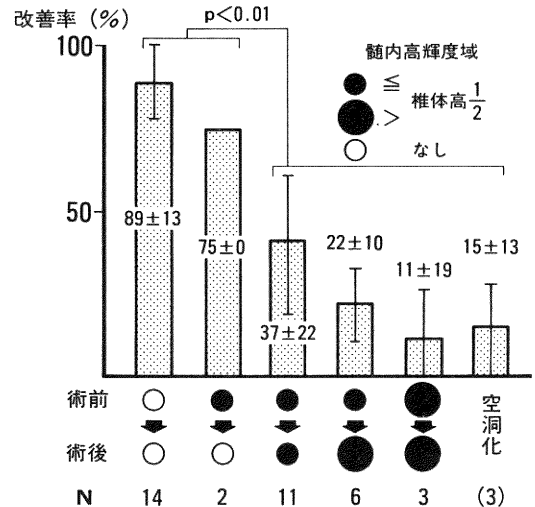 改善率(%)
p<0.01
100
髄内高輝度域
≦
椎体高1/2
>
なし
50
89±13
75±0
37±22
22±10
11±19
15±13
術前
術後
空洞化
N 14 2 11 6 3 (3)